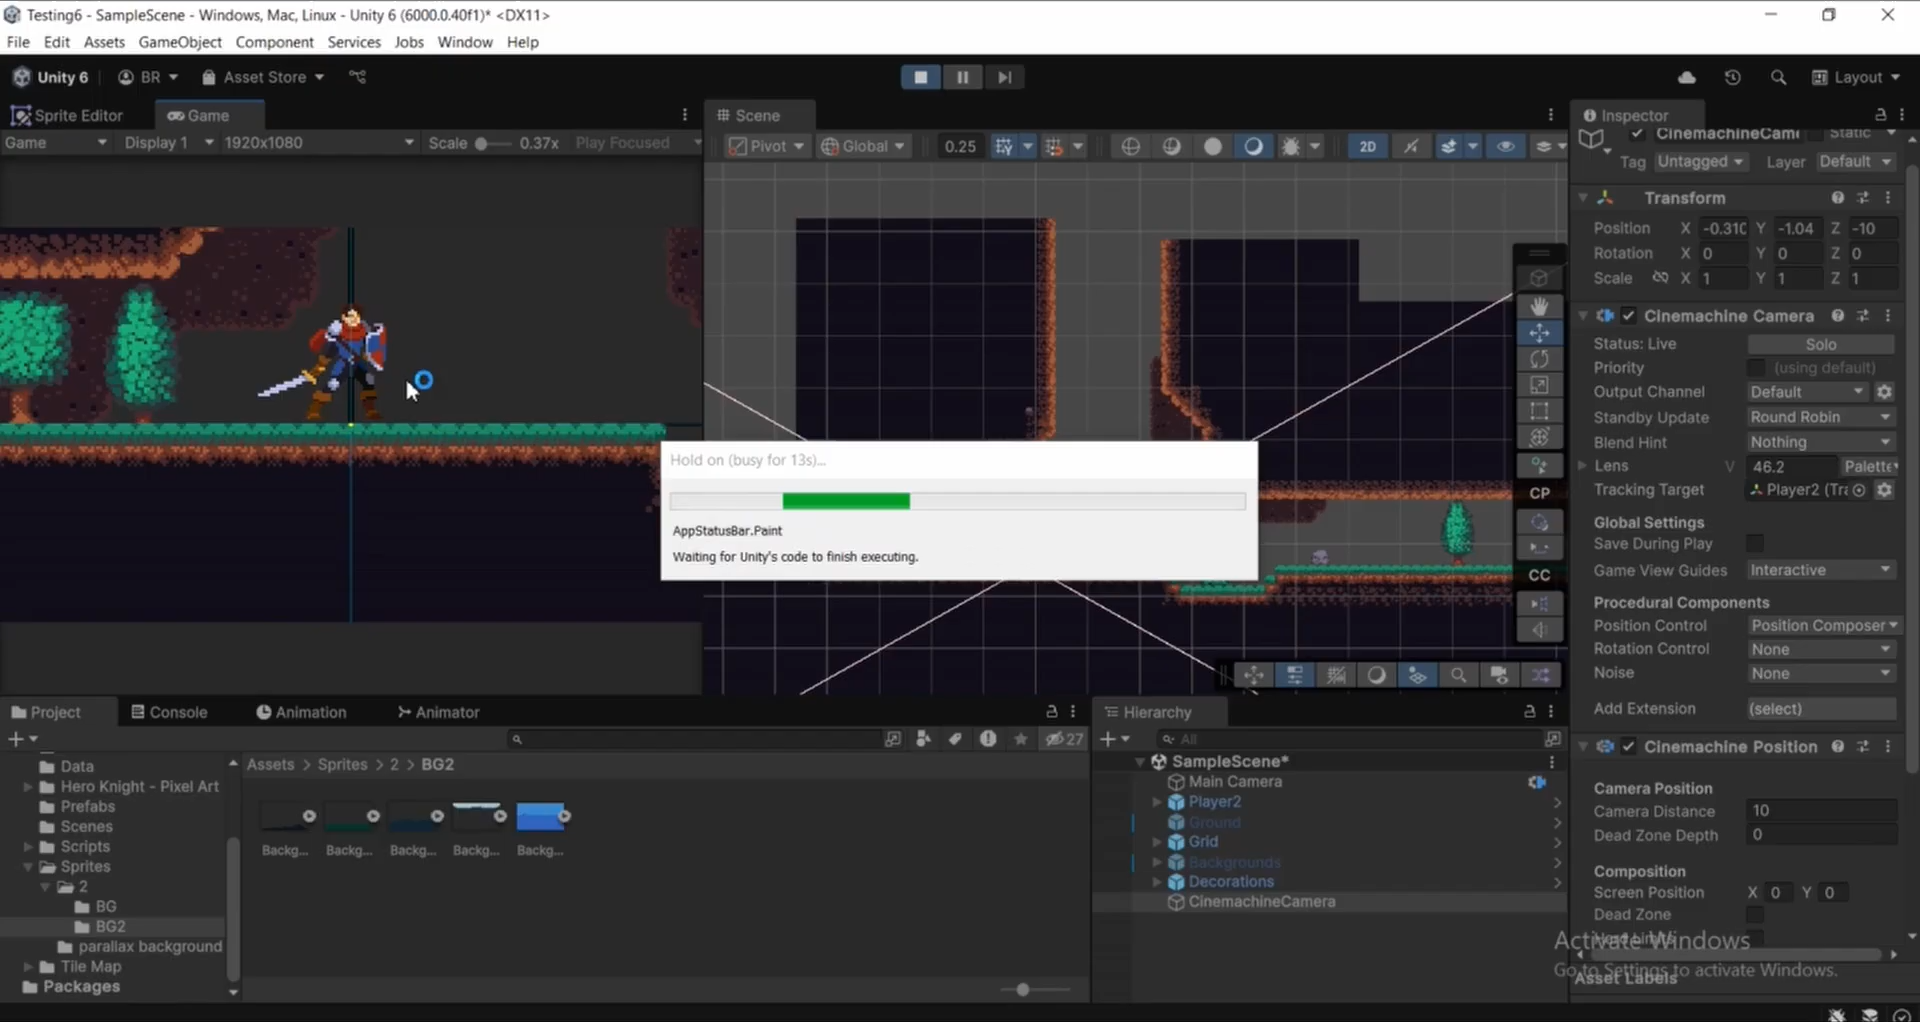 Testing6 - SampleScene - Windows, Mac, Linux - Unity 6 (6000.0.40f1)* <DX11>
File Edit Assets GameObject Component Services Jobs Window Help
Unity 6 BR Asset Store Layout
Sprite Editor Game
Game Display 1 1920x1080 Scale 0.37x Play Focused
Scene
Pivot Global 0.25 2D
CP
CC
Hold on (busy for 13s)...
AppStatusBar.Paint
Waiting for Unity's code to finish executing.
Inspector
Static
Tag Untagged Layer Default
Transform
Position X -0.310 Y -1.04 Z -10
Rotation X 0 Y 0 Z 0
Scale X 1 Y 1 Z 1
Cinemachine Camera
Status: Live Solo
Priority (using default)
Output Channel Default
Standby Update Round Robin
Blend Hint Nothing
Lens V 46.2 Palette
Tracking Target Player2 (Tra
Global Settings
Save During Play
Game View Guides Interactive
Procedural Components
Position Control Position Composer
Rotation Control None
Noise None
Add Extension (select)
Cinemachine Position
Camera Position
Camera Distance 10
Dead Zone Depth 0
Composition
Screen Position X 0 Y 0
Dead Zone
Activate Windows
Go to Settings to activate Windows.
Asset Labels
Project Console Animation Animator
27
Data
Hero Knight - Pixel Art
Prefabs
Scenes
Scripts
Sprites
2
BG
BG2
parallax background
Tile Map
Packages
Assets > Sprites > 2 > BG2
Backg... Backg... Backg... Backg... Backg...
Hierarchy
All
SampleScene*
Main Camera
Player2
Ground
Grid
Backgrounds
Decorations
CinemachineCamera